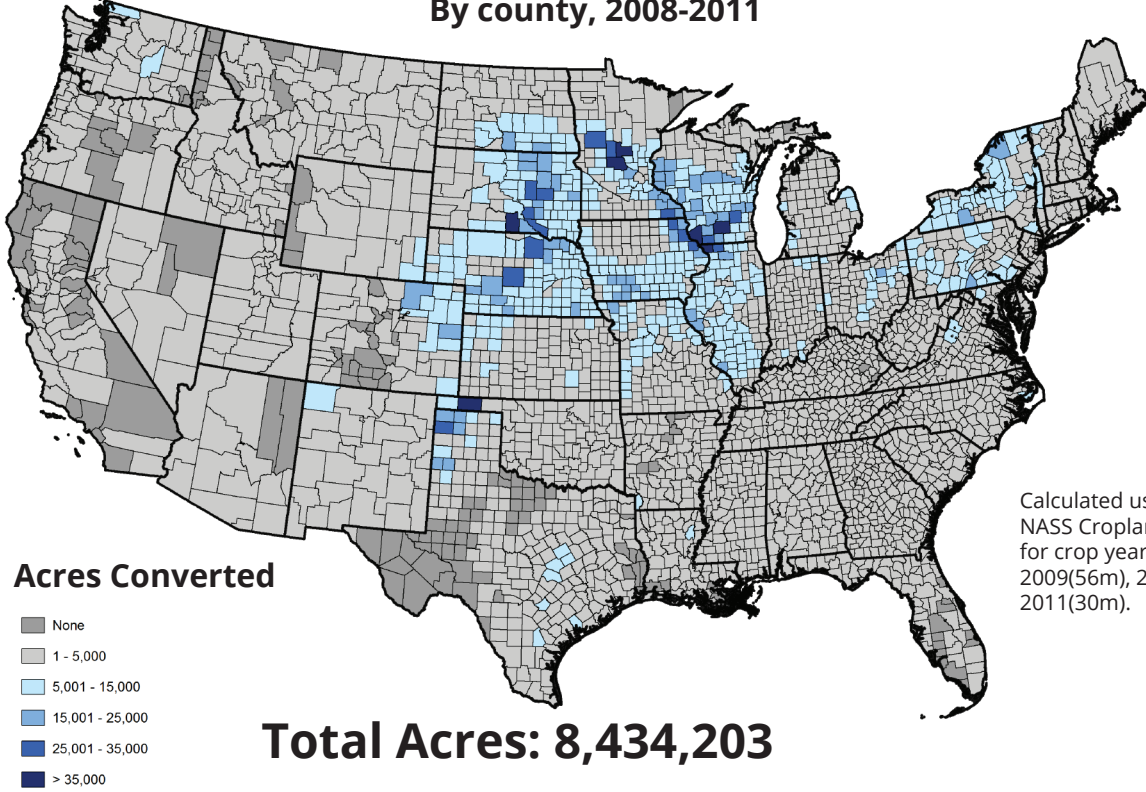 By county, 2008-2011
Calculated us
NASS Croplan
for crop year
2009(56m), 2
2011(30m).
Acres Converted
None
1 - 5,000
5,001 - 15,000
15,001 - 25,000
25,001 - 35,000
> 35,000
Total Acres: 8,434,203